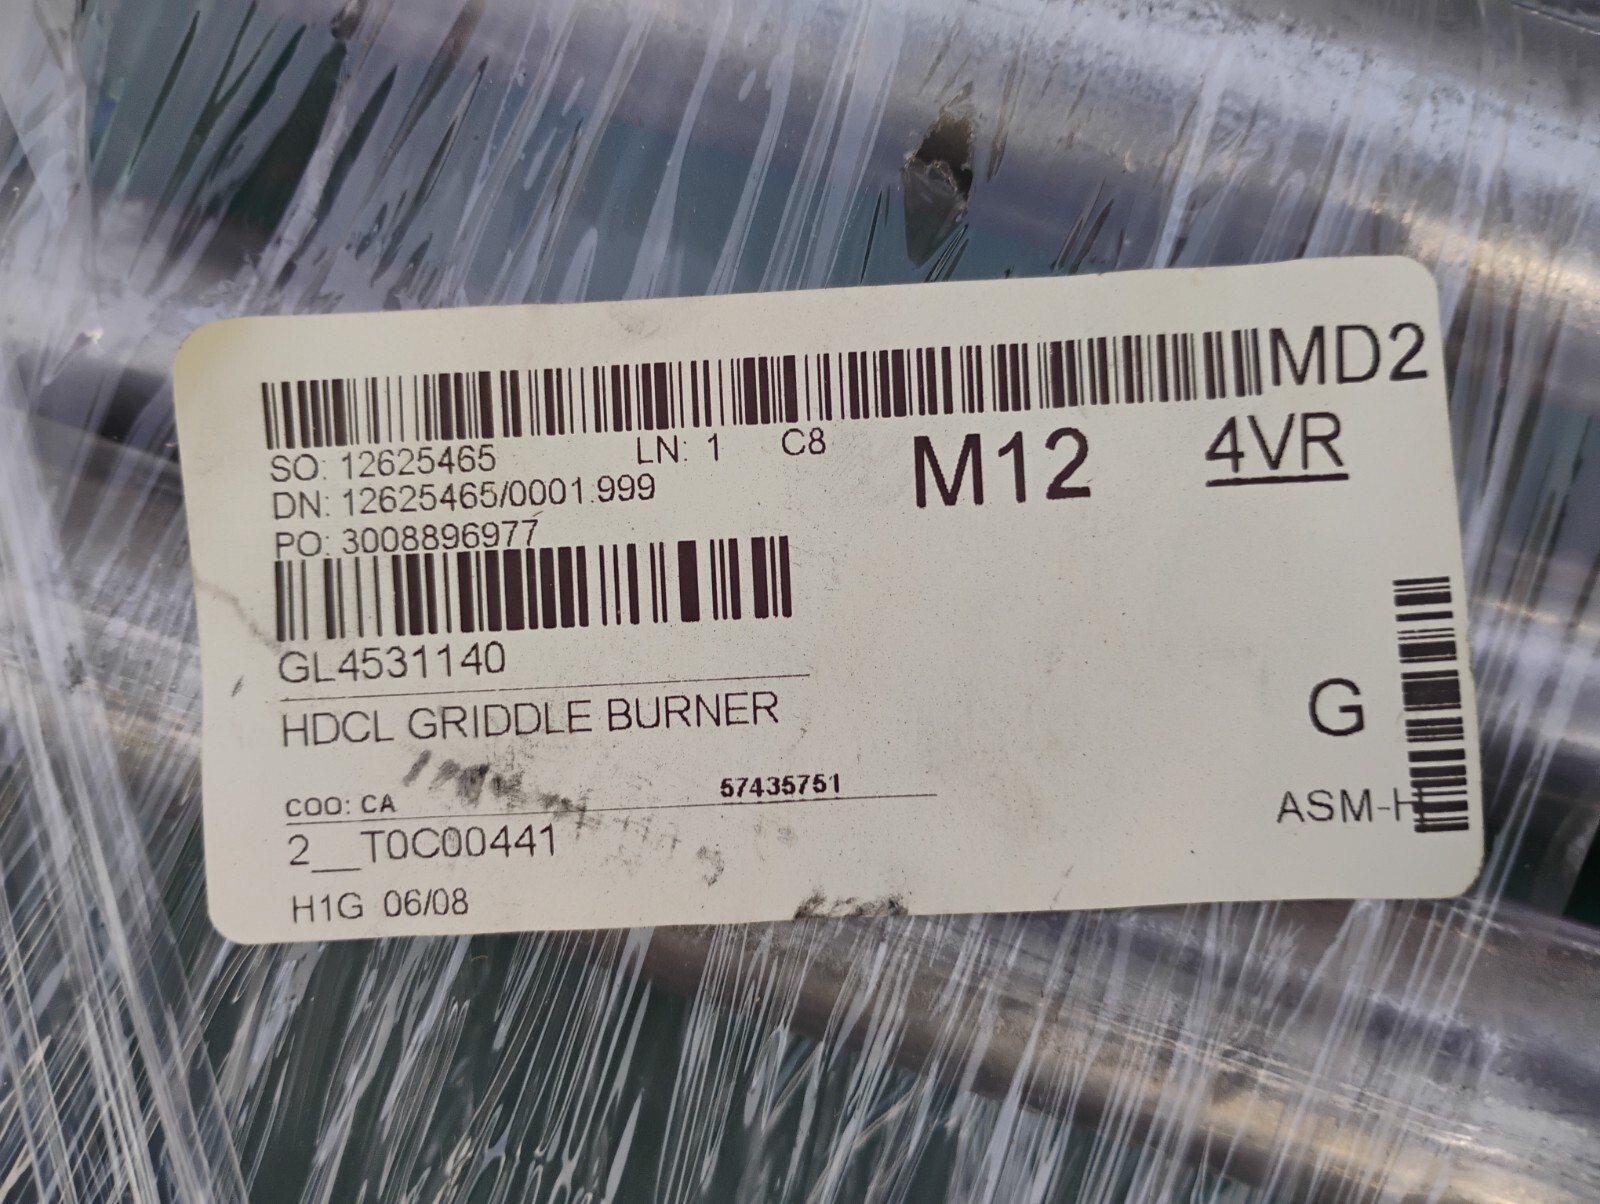 MD2
SO: 12625465 LN: 1 C8 M12 4VR
DN: 12625465/0001.999
PO: 3008896977
GL4531140
HDCL GRIDDLE BURNER
G
COO: CA 57435751
ASM-H
2__T0C00441
H1G 06/08